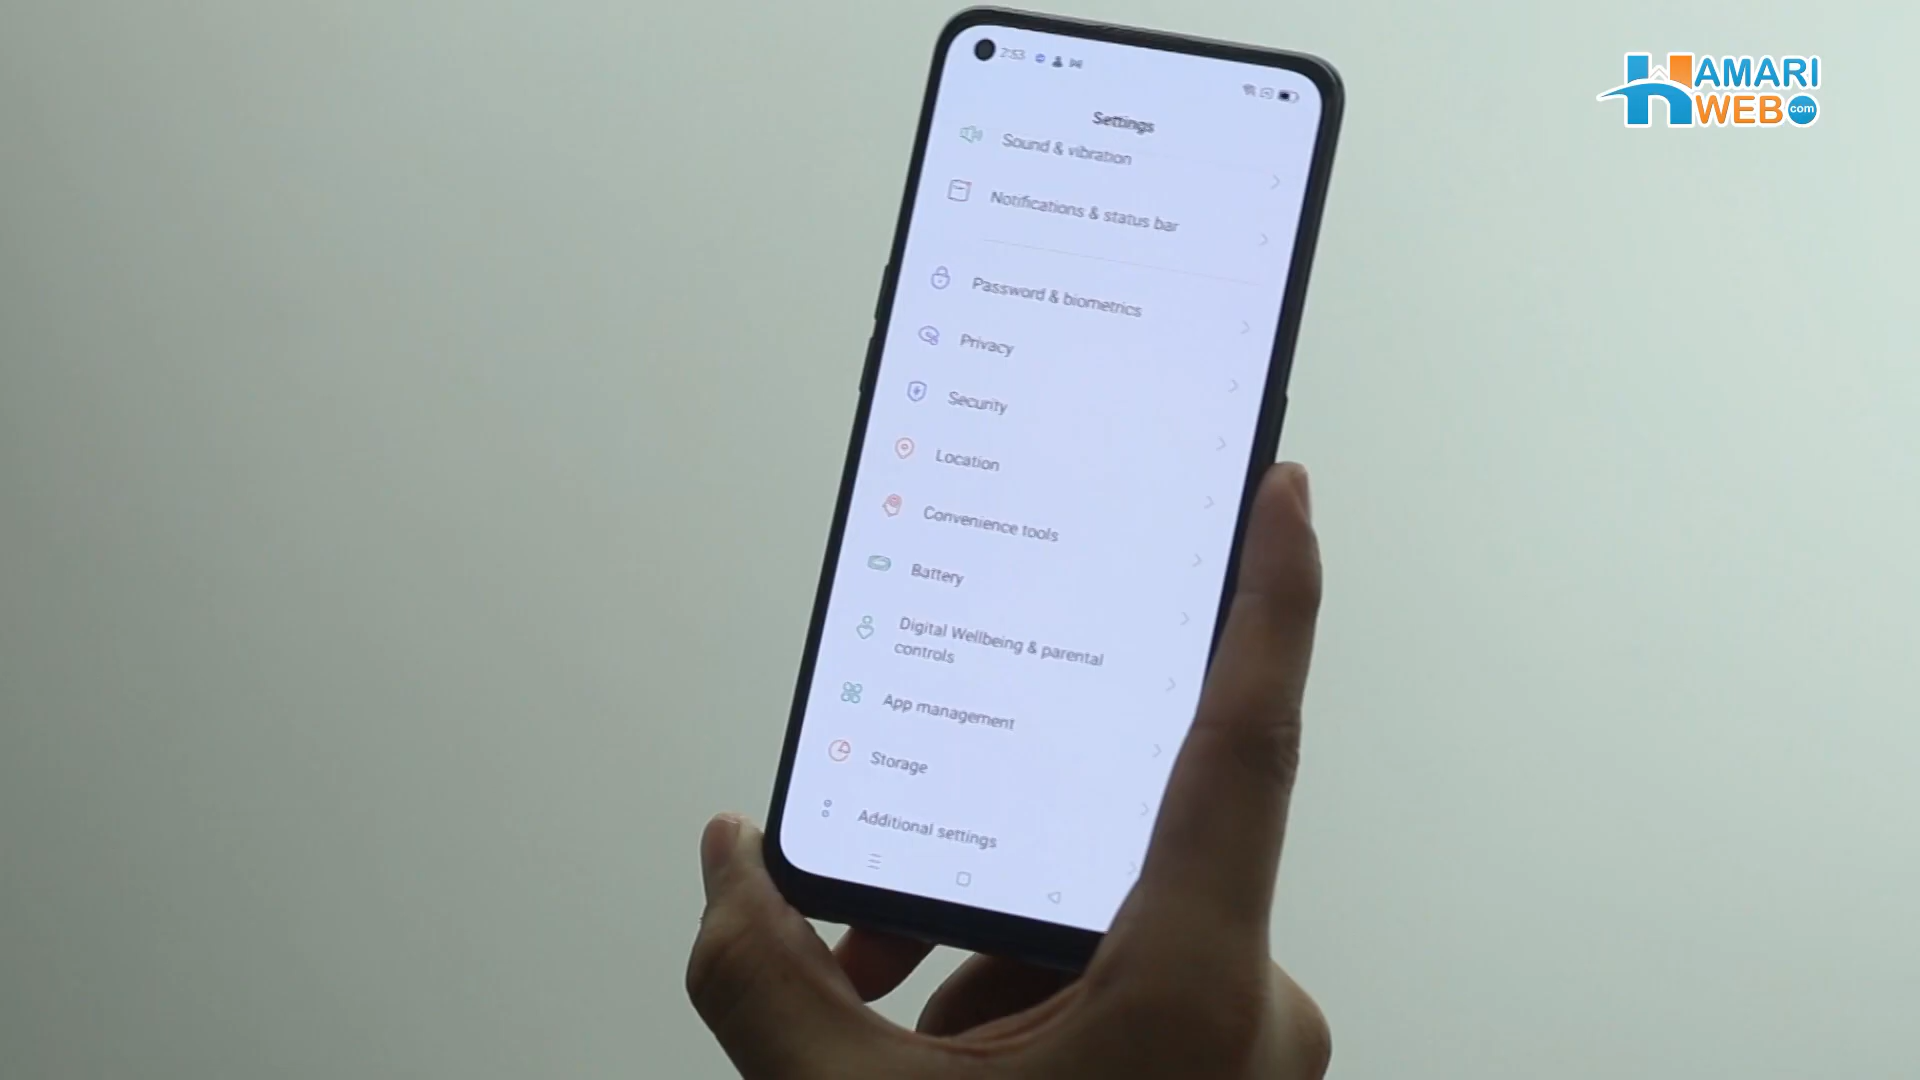 2:53
Settings
Sound & vibration
Notifications & status bar
Password & biometrics
Privacy
Security
Location
Convenience tools
Battery
Digital Wellbeing & parental
controls
App management
Storage
Additional settings
HAMARI
WEB.com